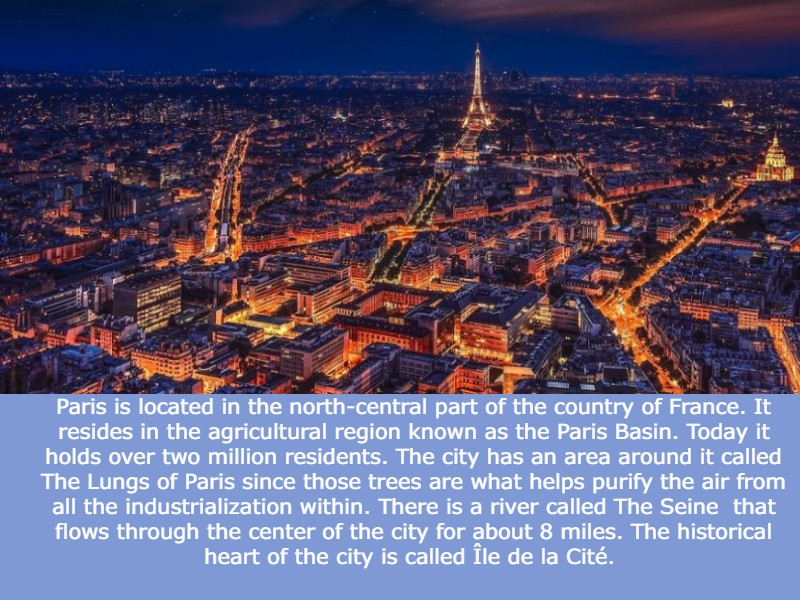 Paris is located in the north-central part of the country of France. It
resides in the agricultural region known as the Paris Basin. Today it
holds over two million residents. The city has an area around it called
The Lungs of Paris since those trees are what helps purify the air from
all the industrialization within. There is a river called The Seine  that
flows through the center of the city for about 8 miles. The historical
heart of the city is called Île de la Cité.